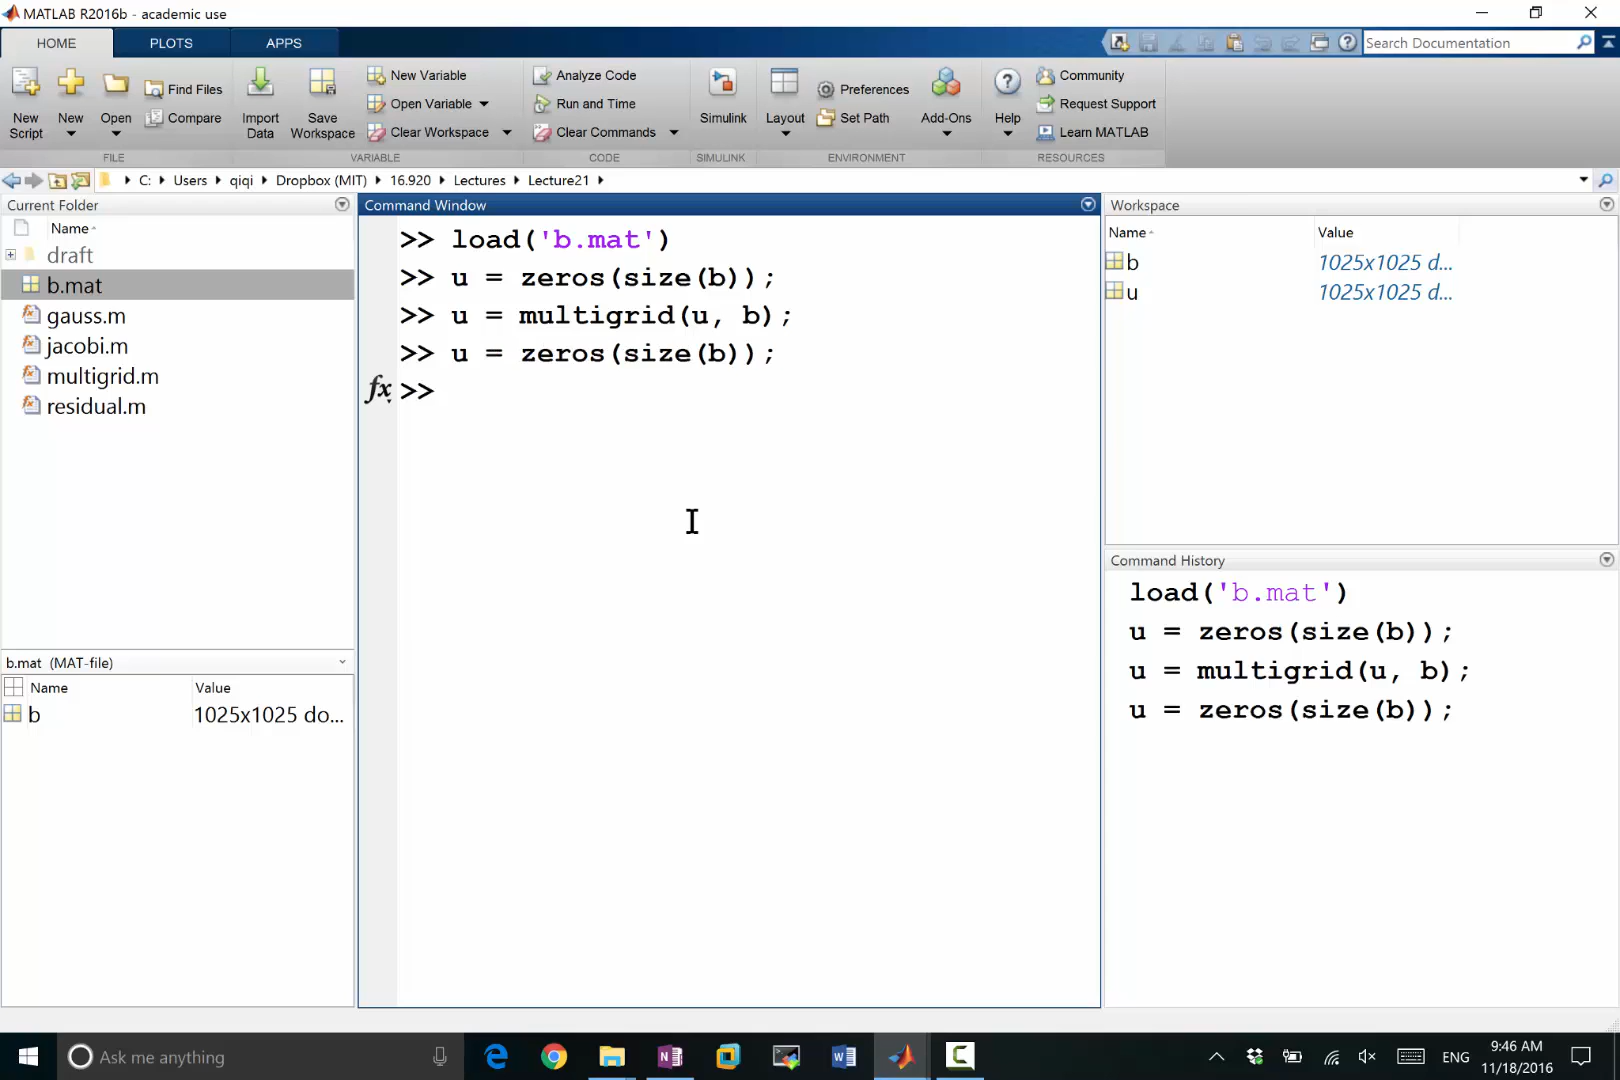 MATLAB R2016b - academic use
HOME PLOTS APPS
Search Documentation
New Script
New
Open
Find Files
Compare
FILE
Import Data
Save Workspace
New Variable
Open Variable
Clear Workspace
VARIABLE
Analyze Code
Run and Time
Clear Commands
CODE
Simulink
SIMULINK
Layout
Preferences
Set Path
Add-Ons
ENVIRONMENT
Help
Community
Request Support
Learn MATLAB
RESOURCES
C: Users qiqi Dropbox (MIT) 16.920 Lectures Lecture21
Current Folder
Name
draft
b.mat
gauss.m
jacobi.m
multigrid.m
residual.m
b.mat (MAT-file)
Name Value
b 1025x1025 do...
Command Window
>> load('b.mat')
>> u = zeros(size(b));
>> u = multigrid(u, b);
>> u = zeros(size(b));
fx >>
Workspace
Name Value
b 1025x1025 d...
u 1025x1025 d...
Command History
load('b.mat')
u = zeros(size(b));
u = multigrid(u, b);
u = zeros(size(b));
Ask me anything
ENG
9:46 AM
11/18/2016